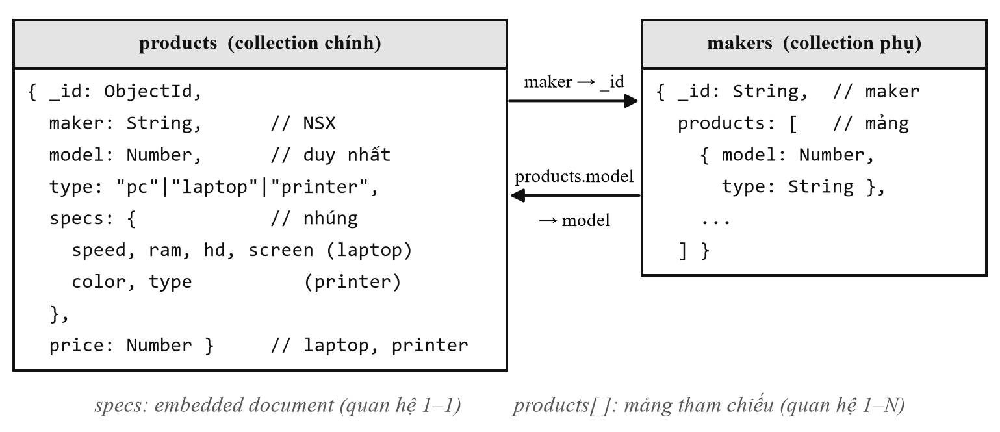 products (collection chính)
{ _id: ObjectId,
maker: String, // NSX
model: Number, // duy nhất
type: "pc"|"laptop"|"printer",
specs: { // nhúng
speed, ram, hd, screen (laptop)
color, type (printer)
},
price: Number } // laptop, printer
maker → _id
products.model
→ model
makers (collection phụ)
{ _id: String, // maker
products: [ // mảng
{ model: Number,
type: String },
...
] }
specs: embedded document (quan hệ 1–1)
products[ ]: mảng tham chiếu (quan hệ 1–N)